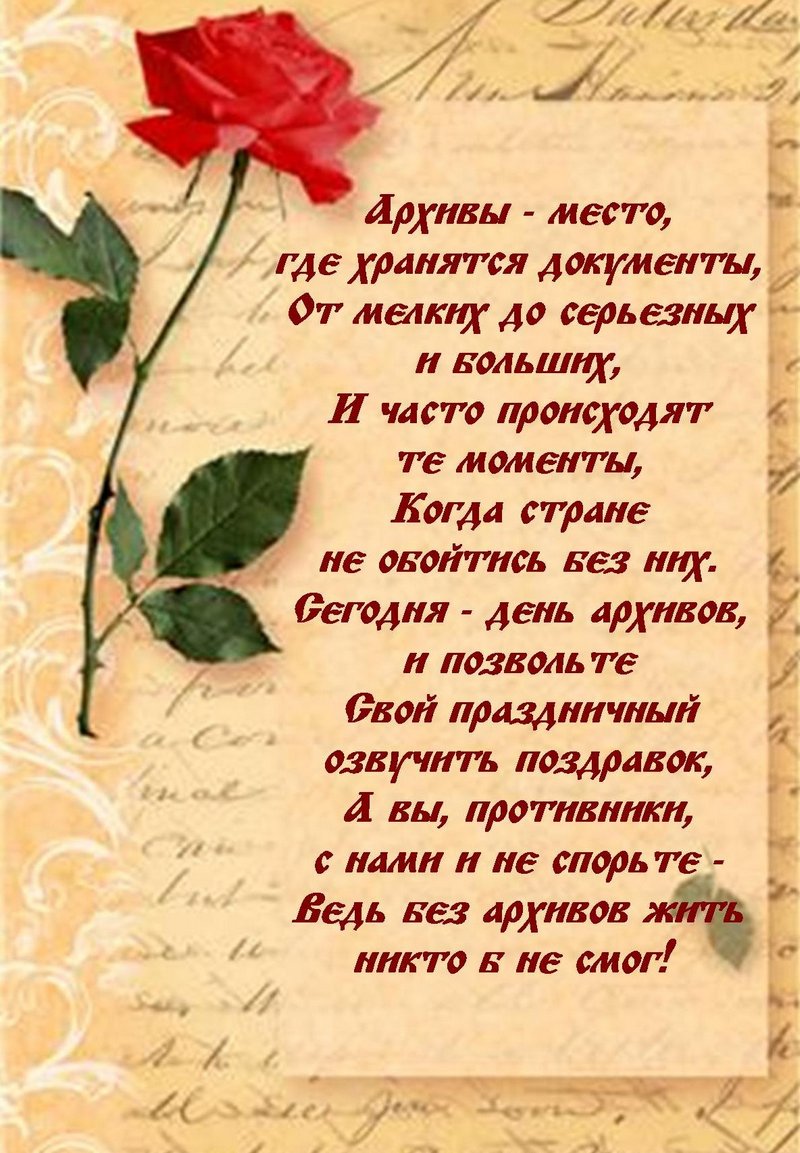 Архивы - место,
где хранятся документы,
От мелких до серьезных
и больших,
И часто происходят
те моменты,
Когда стране
не обойтись без них.
Сегодня - день архивов,
и позвольте
Свой праздничный
озвучить поздравок,
А вы, противники,
с нами и не спорьте -
Ведь без архивов жить
никто б не смог!